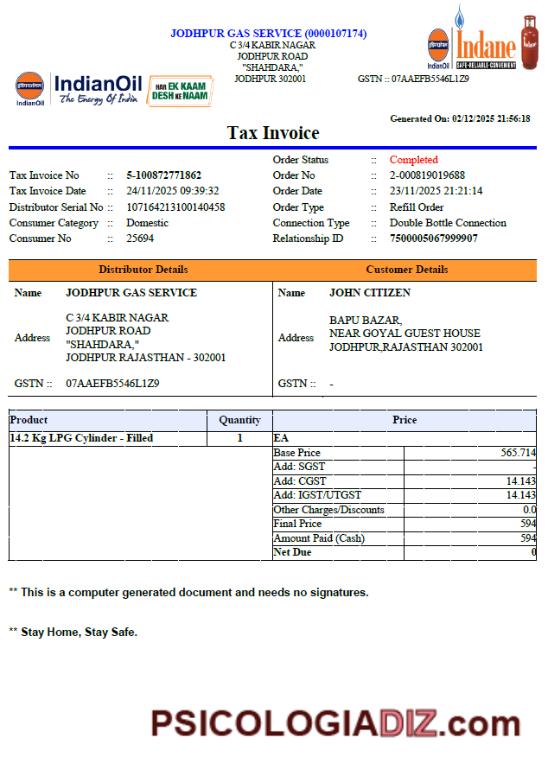 JODHPUR GAS SERVICE (0000107174)
C 3/4 KABIR NAGAR
JODHPUR ROAD
"SHAHDARA,"
JODHPUR 302001
GSTN :: 07AAEFB5546L1Z9
IndianOil
IndianOil
The Energy Of India
HAR EK KAAM
DESH KE NAAM
IndianOil
Indane
SAFE•RELIABLE•CONVENIENT
Generated On: 02/12/2025 21:56:18
Tax Invoice
Order Status :: Completed
Tax Invoice No :: 5-100872771862 Order No :: 2-000819019688
Tax Invoice Date :: 24/11/2025 09:39:32 Order Date :: 23/11/2025 21:21:14
Distributor Serial No :: 107164213100140458 Order Type :: Refill Order
Consumer Category :: Domestic Connection Type :: Double Bottle Connection
Consumer No :: 25694 Relationship ID :: 7500005067999907
Distributor Details Customer Details
Name JODHPUR GAS SERVICE Name JOHN CITIZEN
Address
C 3/4 KABIR NAGAR
JODHPUR ROAD
"SHAHDARA,"
JODHPUR RAJASTHAN - 302001
Address
BAPU BAZAR,
NEAR GOYAL GUEST HOUSE
JODHPUR,RAJASTHAN 302001
GSTN :: 07AAEFB5546L1Z9 GSTN :: -
Product Quantity Price
14.2 Kg LPG Cylinder - Filled 1 EA
Base Price 565.714
Add: SGST -
Add: CGST 14.143
Add: IGST/UTGST 14.143
Other Charges/Discounts 0.0
Final Price 594
Amount Paid (Cash) 594
Net Due 0
** This is a computer generated document and needs no signatures.
** Stay Home, Stay Safe.
PSICOLOGIADIZ.com